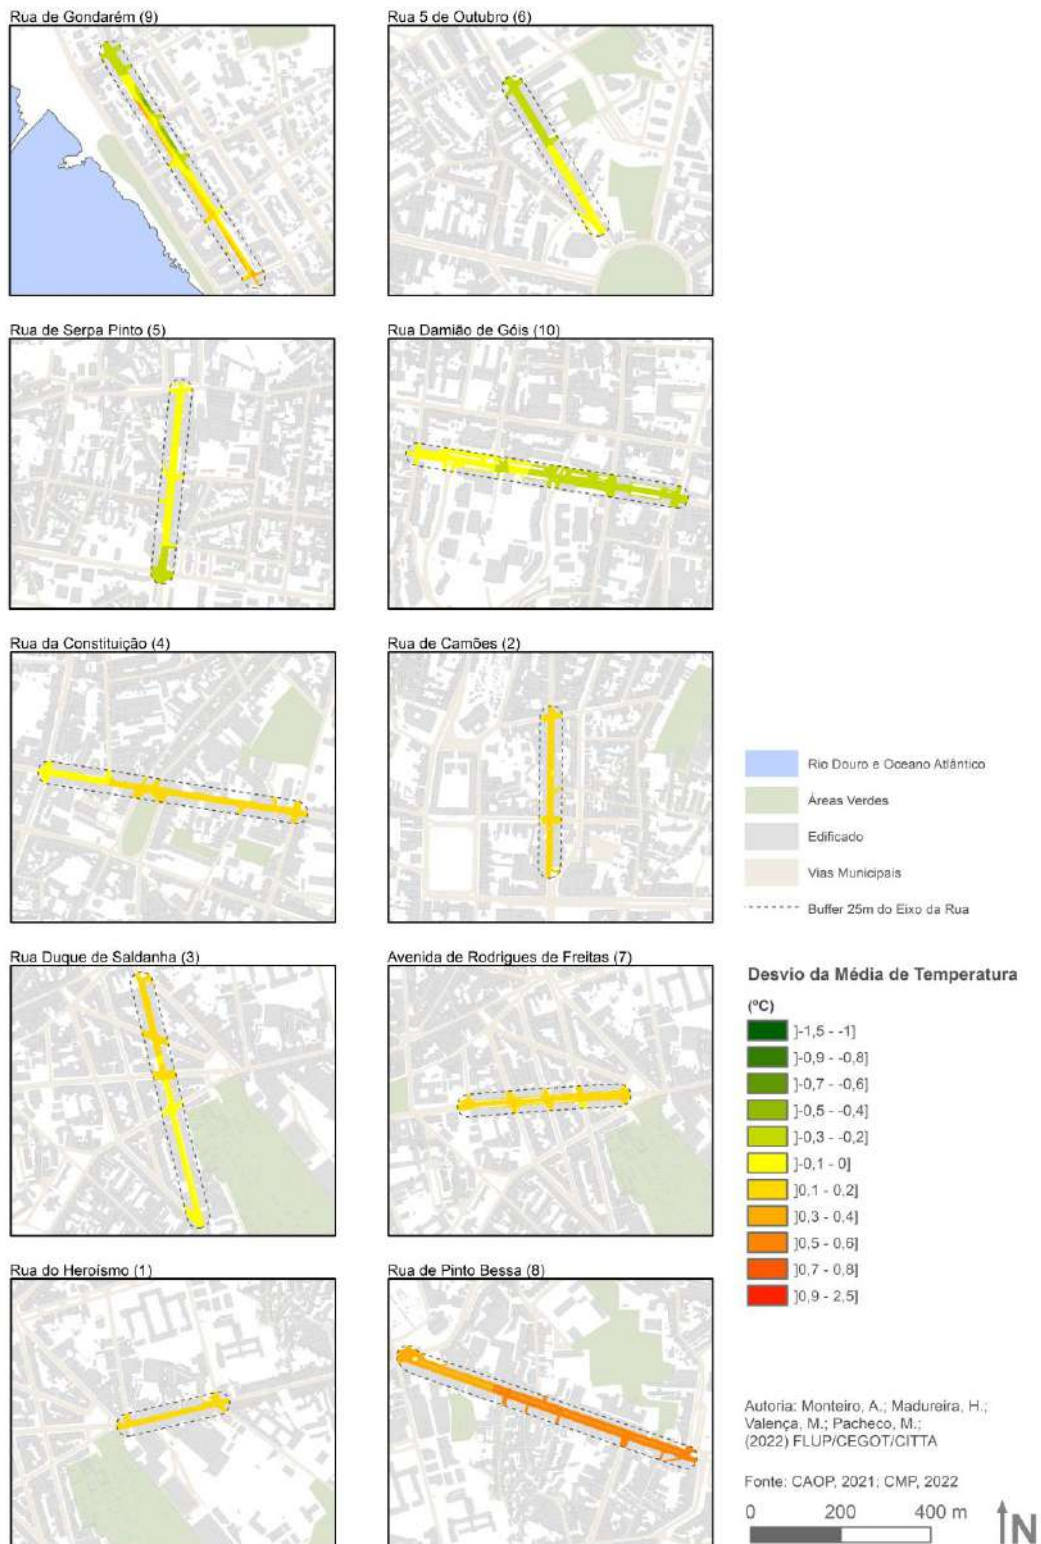 Rua de Gondarém (9)
Rua 5 de Outubro (6)
Rua de Serpa Pinto (5)
Rua Damião de Góis (10)
Rua da Constituição (4)
Rua de Camões (2)
Rua Duque de Saldanha (3)
Avenida de Rodrigues de Freitas (7)
Rua do Heroísmo (1)
Rua de Pinto Bessa (8)
Rio Douro e Oceano Atlântico
Áreas Verdes
Edificado
Vias Municipais
Buffer 25m do Eixo da Rua
Desvio da Média de Temperatura
(ºC)
]-1,5 - -1]
]-0,9 - -0,8]
]-0,7 - -0,6]
]-0,5 - -0,4]
]-0,3 - -0,2]
]-0,1 - 0]
]0,1 - 0,2]
]0,3 - 0,4]
]0,5 - 0,6]
]0,7 - 0,8]
]0,9 - 2,5]
Autoria: Monteiro, A.; Madureira, H.;
Valença, M.; Pacheco, M.;
(2022) FLUP/CEGOT/CITTA
Fonte: CAOP, 2021; CMP, 2022
0 200 400 m
N